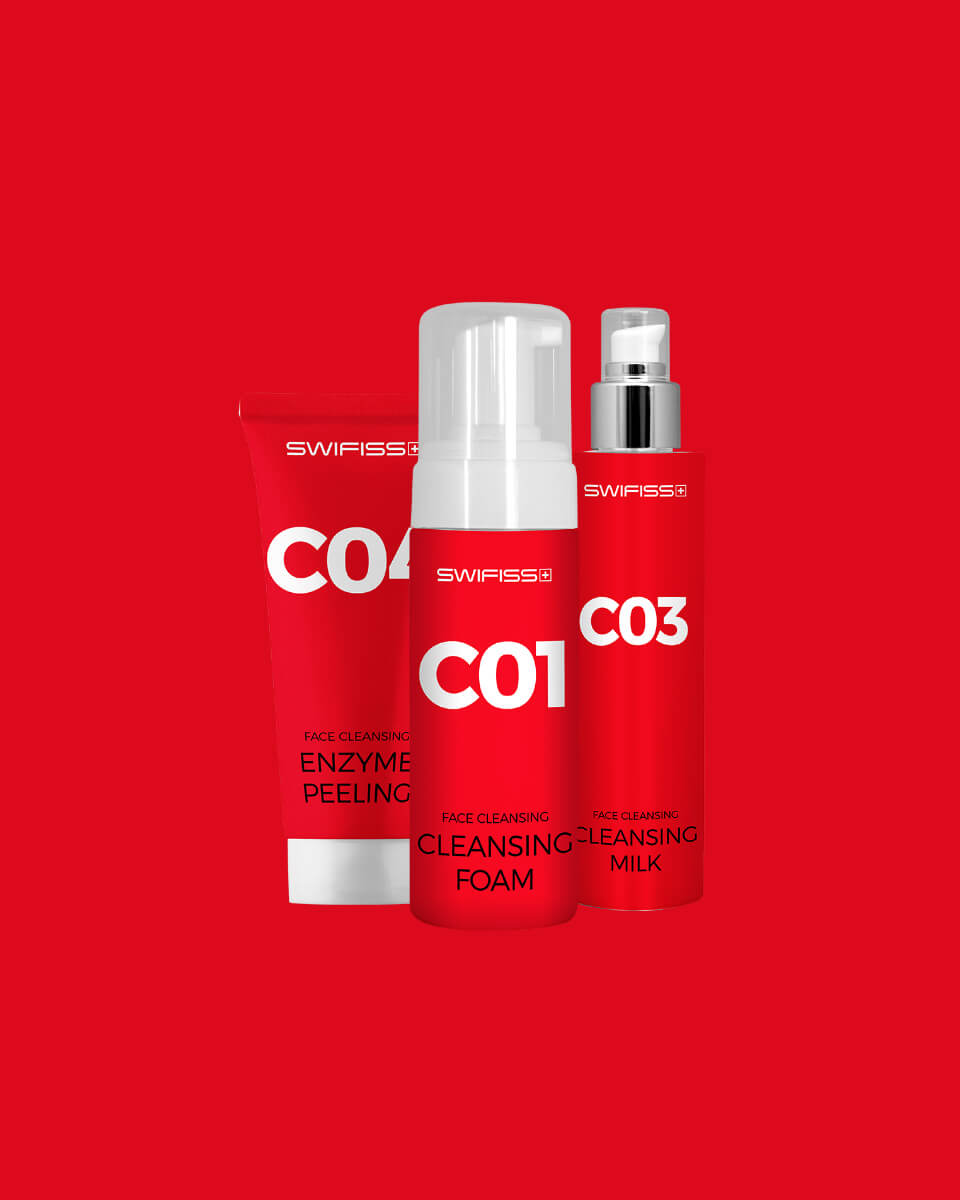 SWIFISS
C04
FACE CLEANSING
ENZYME
PEELING
SWIFISS
C01
FACE CLEANSING
CLEANSING
FOAM
SWIFISS
C03
FACE CLEANSING
CLEANSING
MILK